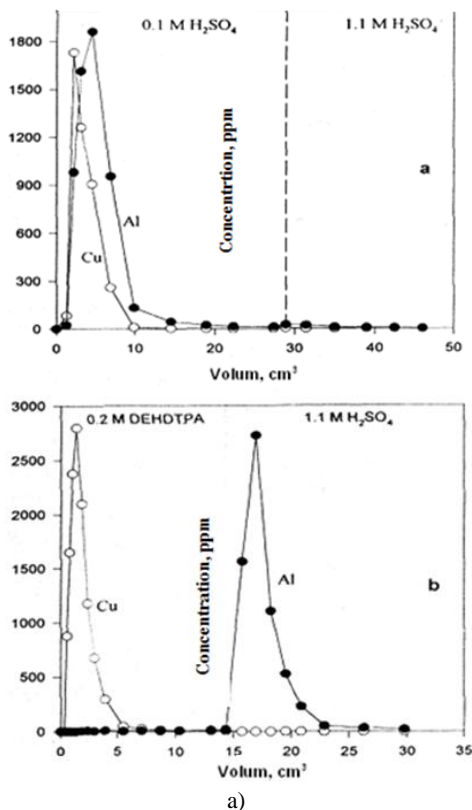 0.1 M H₂SO₄ 1.1 M H₂SO₄
1800
1500
1200
900
600
300
0
Concentrtion, ppm
a
Al
Cu
0 10 20 30 40 50
Volum, cm³
0.2 M DEHDTPA 1.1 M H₂SO₄
3000
2500
2000
1500
1000
500
0
Concentration, ppm
Cu
Al
b
0 5 10 15 20 25 30 35
Volum, cm³
a)